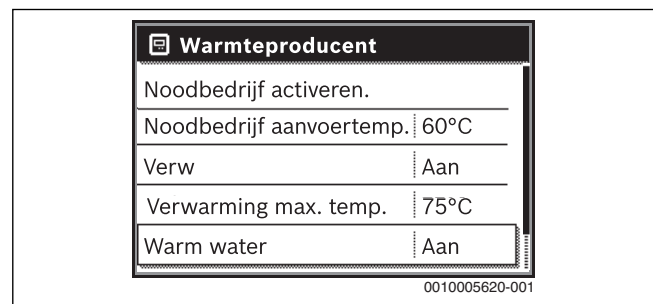 Warmteproducent
Noodbedrijf activeren.
Noodbedrijf aanvoertemp. 60°C
Verw Aan
Verwarming max. temp. 75°C
Warm water Aan
0010005620-001